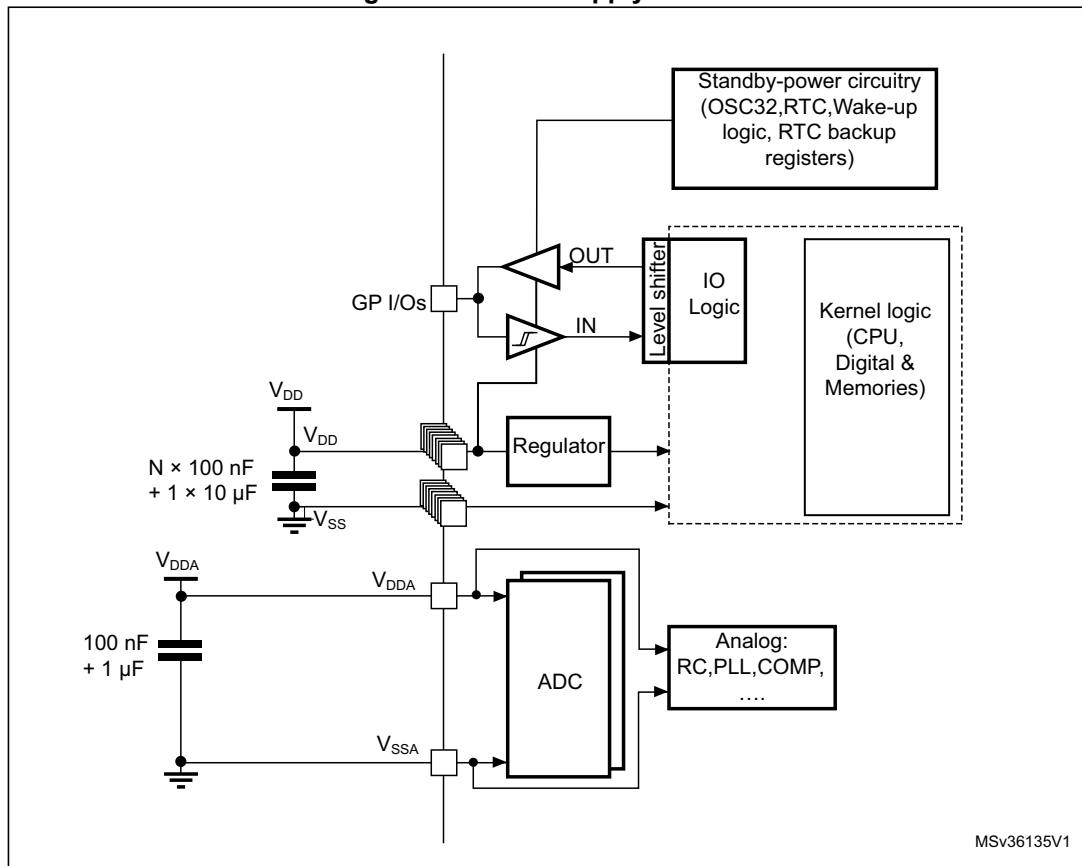 Standby-power circuitry
(OSC32,RTC,Wake-up
logic, RTC backup
registers)
OUT
GP I/Os
IN
Level shifter
IO
Logic
Kernel logic
(CPU,
Digital &
Memories)
VDD
VDD
N × 100 nF
+ 1 × 10 µF
Regulator
VSS
VDDA
VDDA
100 nF
+ 1 µF
ADC
Analog:
RC,PLL,COMP,
....
VSSA
MSv36135V1